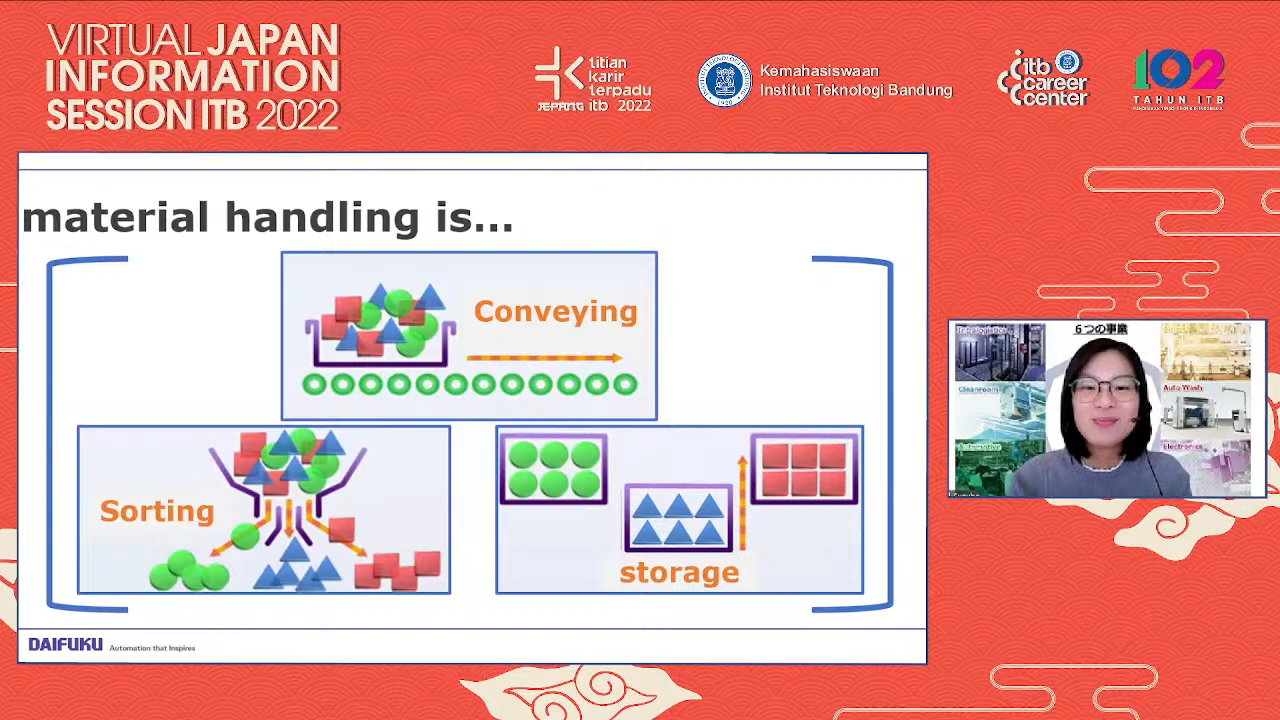 VIRTUAL JAPAN
INFORMATION
SESSION ITB 2022
titian
karir
terpadu
JEPANG itb 2022
Kemahasiswaan
Institut Teknologi Bandung
itb
career
center
102
TAHUN ITB
material handling is...
Conveying
Sorting
storage
DAIFUKU
Automation that Inspires
6つの事業
Intralogistics
Cleanroom
Auto Wash
Automotive
Electronics